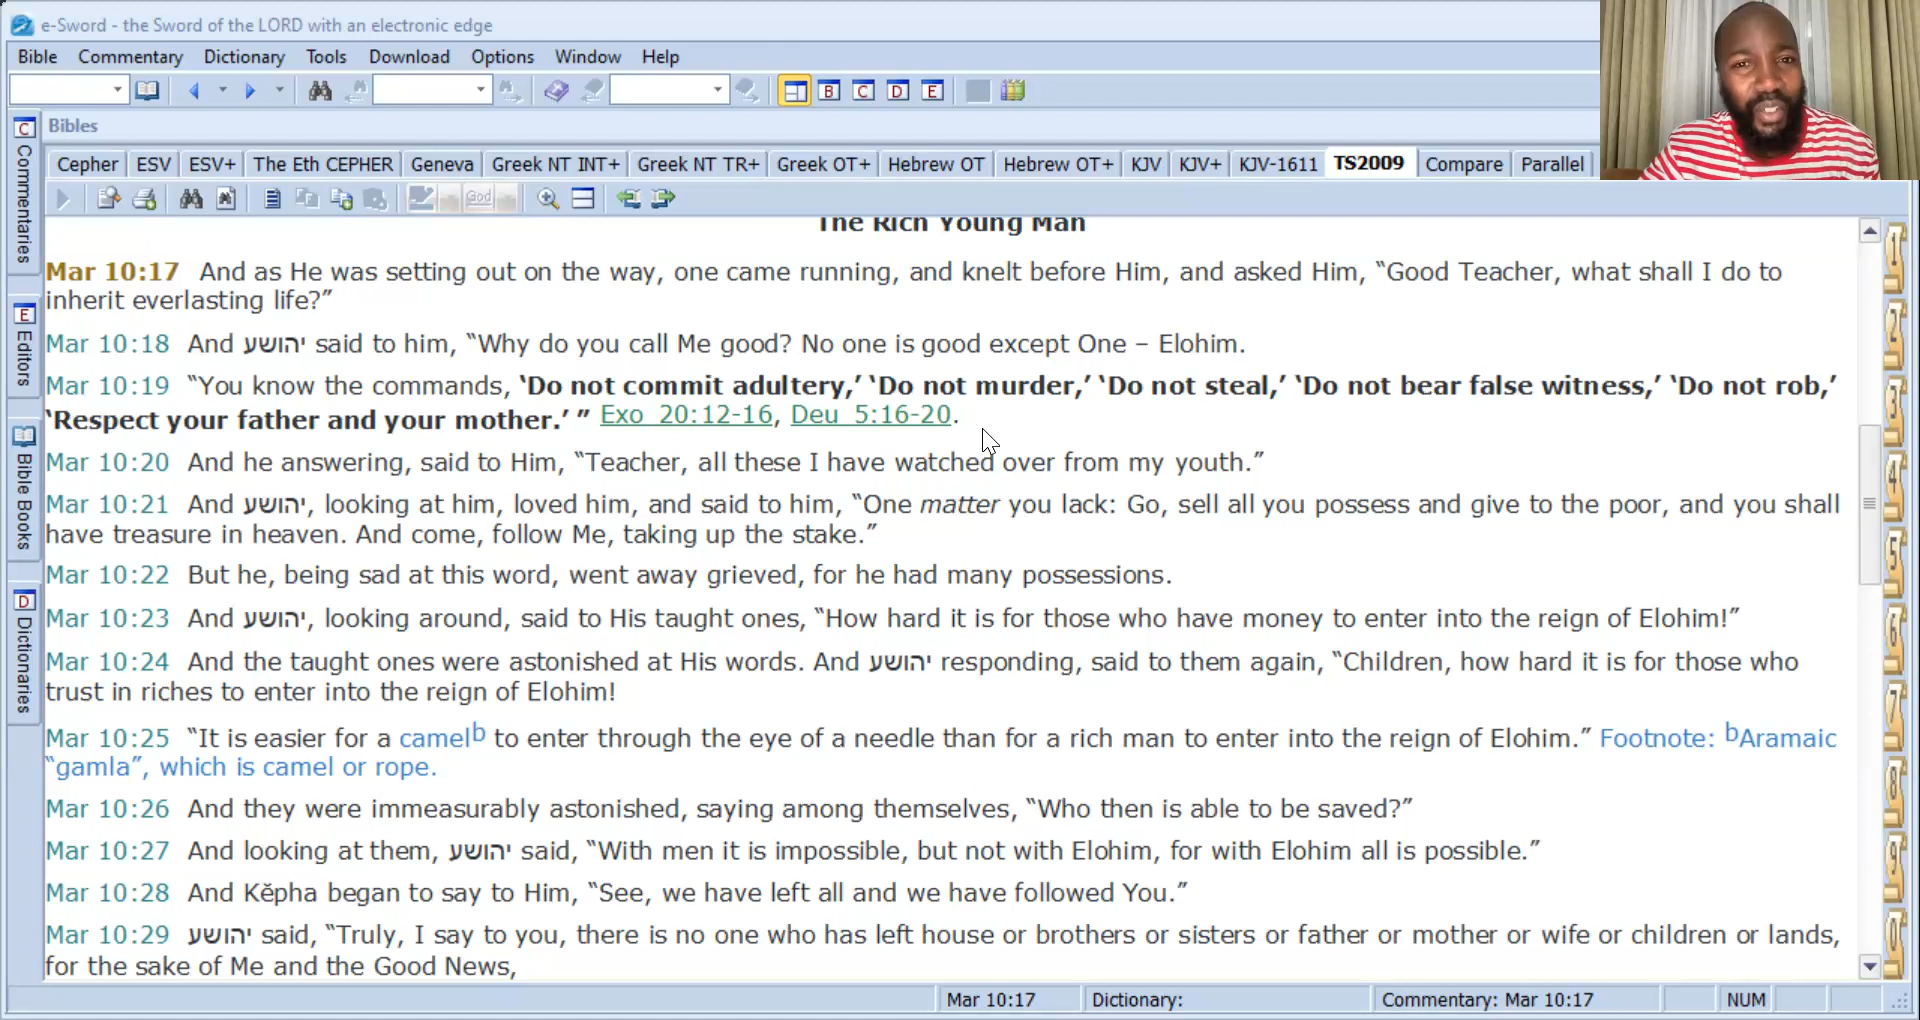 e-Sword - the Sword of the LORD with an electronic edge
Bible Commentary Dictionary Tools Download Options Window Help
B C D E
C Commentaries
Bibles
Cepher ESV ESV+ The Eth CEPHER Geneva Greek NT INT+ Greek NT TR+ Greek OT+ Hebrew OT Hebrew OT+ KJV KJV+ KJV-1611 TS2009 Compare Parallel
God
The Rich Young Man
Mar 10:17 And as He was setting out on the way, one came running, and knelt before Him, and asked Him, “Good Teacher, what shall I do to
inherit everlasting life?”
Mar 10:18 And יהושע said to him, “Why do you call Me good? No one is good except One – Elohim.
Mar 10:19 “You know the commands, ‘Do not commit adultery,’ ‘Do not murder,’ ‘Do not steal,’ ‘Do not bear false witness,’ ‘Do not rob,’
‘Respect your father and your mother.’ ” Exo 20:12-16, Deu 5:16-20.
Mar 10:20 And he answering, said to Him, “Teacher, all these I have watched over from my youth.”
Mar 10:21 And יהושע, looking at him, loved him, and said to him, “One matter you lack: Go, sell all you possess and give to the poor, and you shall
have treasure in heaven. And come, follow Me, taking up the stake.”
Mar 10:22 But he, being sad at this word, went away grieved, for he had many possessions.
Mar 10:23 And יהושע, looking around, said to His taught ones, “How hard it is for those who have money to enter into the reign of Elohim!”
Mar 10:24 And the taught ones were astonished at His words. And יהושע responding, said to them again, “Children, how hard it is for those who
trust in riches to enter into the reign of Elohim!
Mar 10:25 “It is easier for a camelb to enter through the eye of a needle than for a rich man to enter into the reign of Elohim.” Footnote: bAramaic
“gamla”, which is camel or rope.
Mar 10:26 And they were immeasurably astonished, saying among themselves, “Who then is able to be saved?”
Mar 10:27 And looking at them, יהושע said, “With men it is impossible, but not with Elohim, for with Elohim all is possible.”
Mar 10:28 And Kĕpha began to say to Him, “See, we have left all and we have followed You.”
Mar 10:29 יהושע said, “Truly, I say to you, there is no one who has left house or brothers or sisters or father or mother or wife or children or lands,
for the sake of Me and the Good News,
E Editors
Bible Books
D Dictionaries
1
2
3
4
5
6
7
8
9
0
Mar 10:17 Dictionary: Commentary: Mar 10:17 NUM